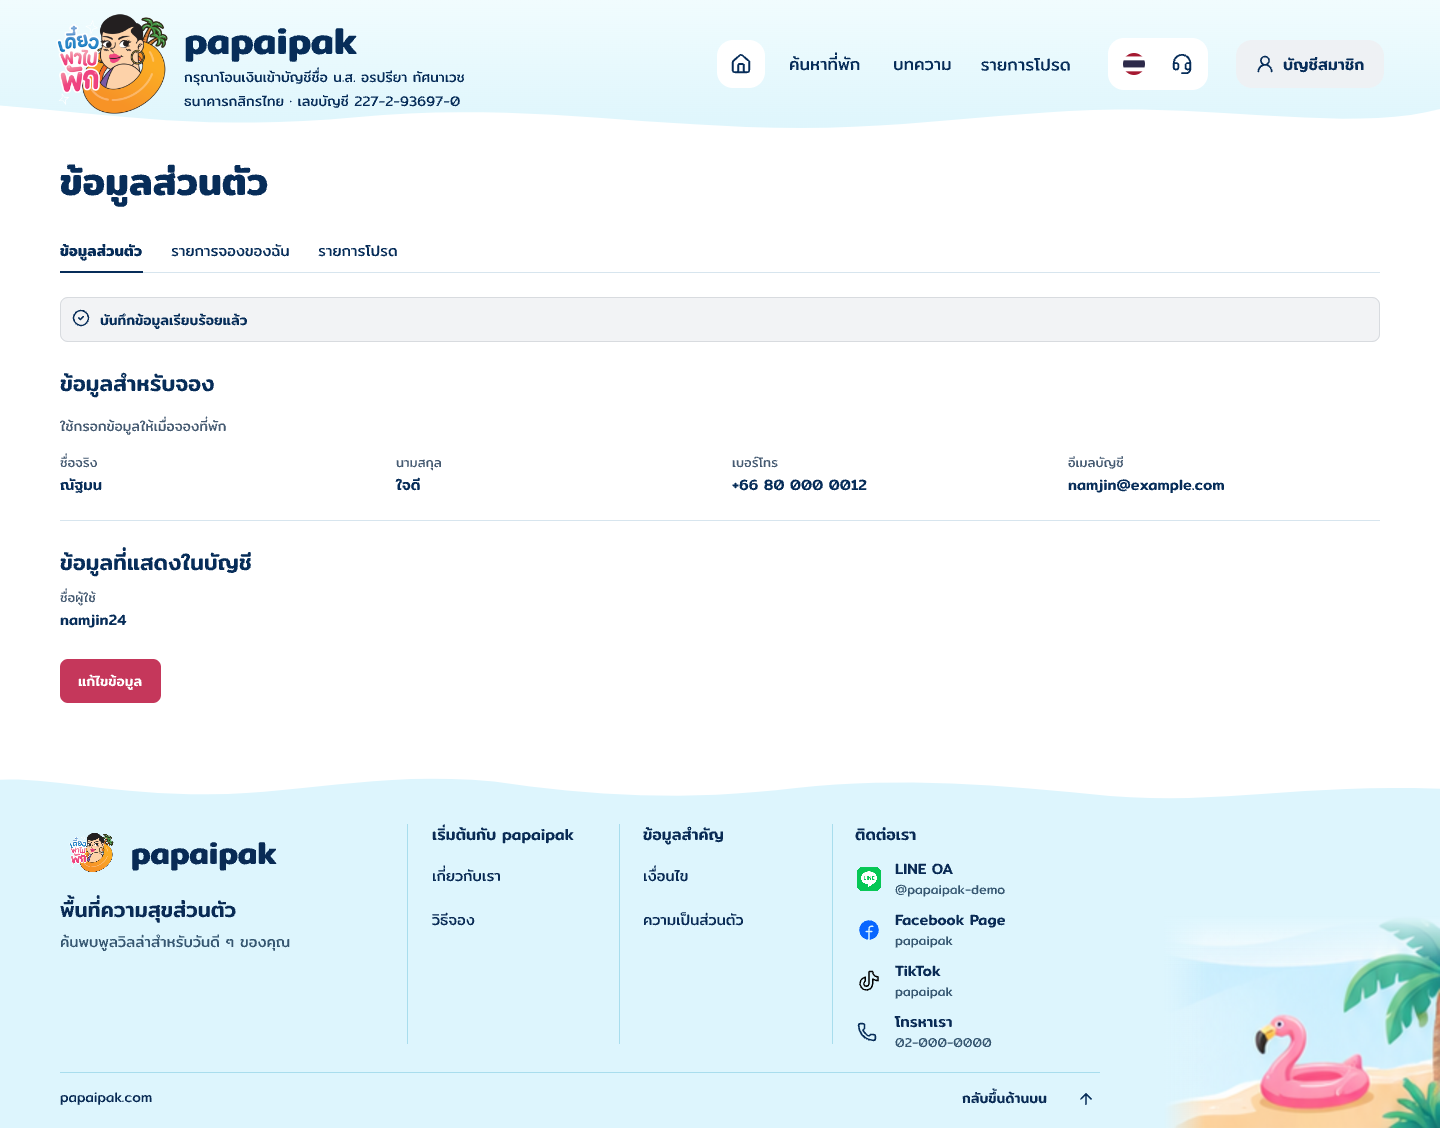 เดี๋ยว
พาไป
พัก
papaipak
กรุณาโอนเงินเข้าบัญชีชื่อ น.ส. อรปรียา ทัศนาเวช
ธนาคารกสิกรไทย · เลขบัญชี 227-2-93697-0
ค้นหาที่พัก
บทความ
รายการโปรด
บัญชีสมาชิก
ข้อมูลส่วนตัว
ข้อมูลส่วนตัว
รายการจองของฉัน
รายการโปรด
บันทึกข้อมูลเรียบร้อยแล้ว
ข้อมูลสำหรับจอง
ใช้กรอกข้อมูลให้เมื่อจองที่พัก
ชื่อจริง
ณัฐมน
นามสกุล
ใจดี
เบอร์โทร
+66 80 000 0012
อีเมลบัญชี
namjin@example.com
ข้อมูลที่แสดงในบัญชี
ชื่อผู้ใช้
namjin24
แก้ไขข้อมูล
เดี๋ยว
พาไป
พัก
papaipak
พื้นที่ความสุขส่วนตัว
ค้นพบพูลวิลล่าสำหรับวันดี ๆ ของคุณ
เริ่มต้นกับ papaipak
เกี่ยวกับเรา
วิธีจอง
ข้อมูลสำคัญ
เงื่อนไข
ความเป็นส่วนตัว
ติดต่อเรา
LINE
LINE OA
@papaipak-demo
Facebook Page
papaipak
TikTok
papaipak
โทรหาเรา
02-000-0000
papaipak.com
กลับขึ้นด้านบน